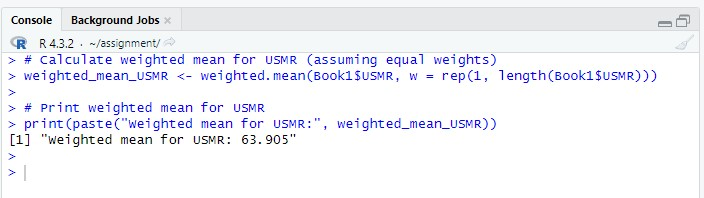 Console Background Jobs ×
R 4.3.2 · ~/assignment/
> # Calculate weighted mean for USMR (assuming equal weights)
> weighted_mean_USMR <- weighted.mean(Book1$USMR, w = rep(1, length(Book1$USMR)))
>
> # Print weighted mean for USMR
> print(paste("Weighted mean for USMR:", weighted_mean_USMR))
[1] "Weighted mean for USMR: 63.905"
>
>